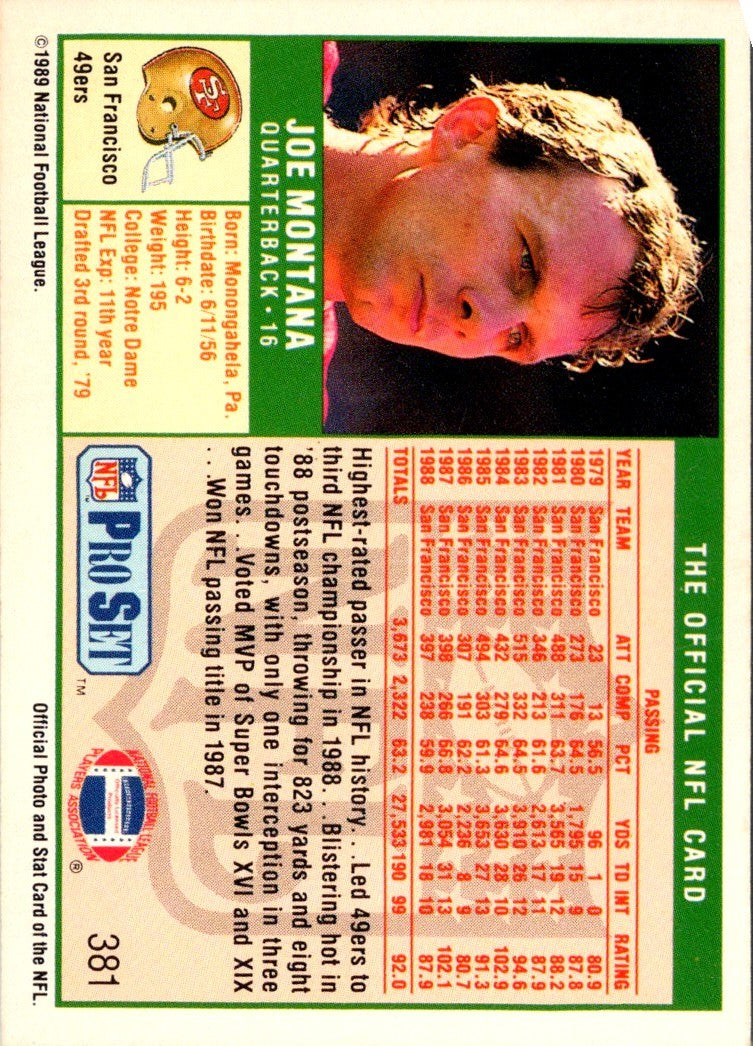 THE OFFICIAL NFL CARD
JOE MONTANA
QUARTERBACK • 16
SF
San Francisco
49ers
Born: Monongahela, Pa.
Birthdate: 6/11/56
Height: 6-2
Weight: 195
College: Notre Dame
NFL Exp: 11th year
Drafted 3rd round, '79
PASSING
YEAR TEAM ATT COMP PCT YDS TD INT RATING
1979 San Francisco 23 13 56.5 96 1 0 80.9
1980 San Francisco 273 176 64.5 1,795 15 9 87.8
1981 San Francisco 488 311 63.7 3,565 19 12 88.2
1982 San Francisco 346 213 61.6 2,613 17 11 87.9
1983 San Francisco 515 332 64.5 3,910 26 12 94.6
1984 San Francisco 432 279 64.6 3,630 28 10 102.9
1985 San Francisco 494 303 61.3 3,653 27 13 91.3
1986 San Francisco 307 191 62.2 2,236 8 9 80.7
1987 San Francisco 398 266 66.8 3,054 31 13 102.1
1988 San Francisco 397 238 59.9 2,981 18 10 87.9
TOTALS 3,673 2,322 63.2 27,533 190 99 92.0
Highest-rated passer in NFL history. . .Led 49ers to
third NFL championship in 1988. . .Blistering hot in
'88 postseason, throwing for 823 yards and eight
touchdowns, with only one interception in three
games. . .Voted MVP of Super Bowls XVI and XIX
. . .Won NFL passing title in 1987.
NFL PRO SET ™
NATIONAL FOOTBALL LEAGUE
PLAYERS ASSOCIATION ®
381
© 1989 National Football League.
Official Photo and Stat Card of the NFL.